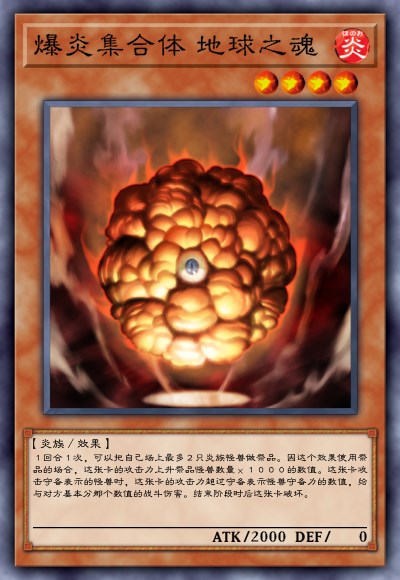 爆炎集合体 地球之魂
ほのお
炎
【炎族／效果】
１回合１次，可以把自己场上最多２只炎族怪兽做祭品。因这个效果使用祭
品的场合，这张卡的攻击力上升祭品怪兽数量×１０００的数值。这张卡攻
击守备表示的怪兽时，这张卡的攻击力超过守备表示怪兽守备力的数值，给
与对方基本分那个数值的战斗伤害。结束阶段时后这张卡破坏。
ATK/2000 DEF/ 0